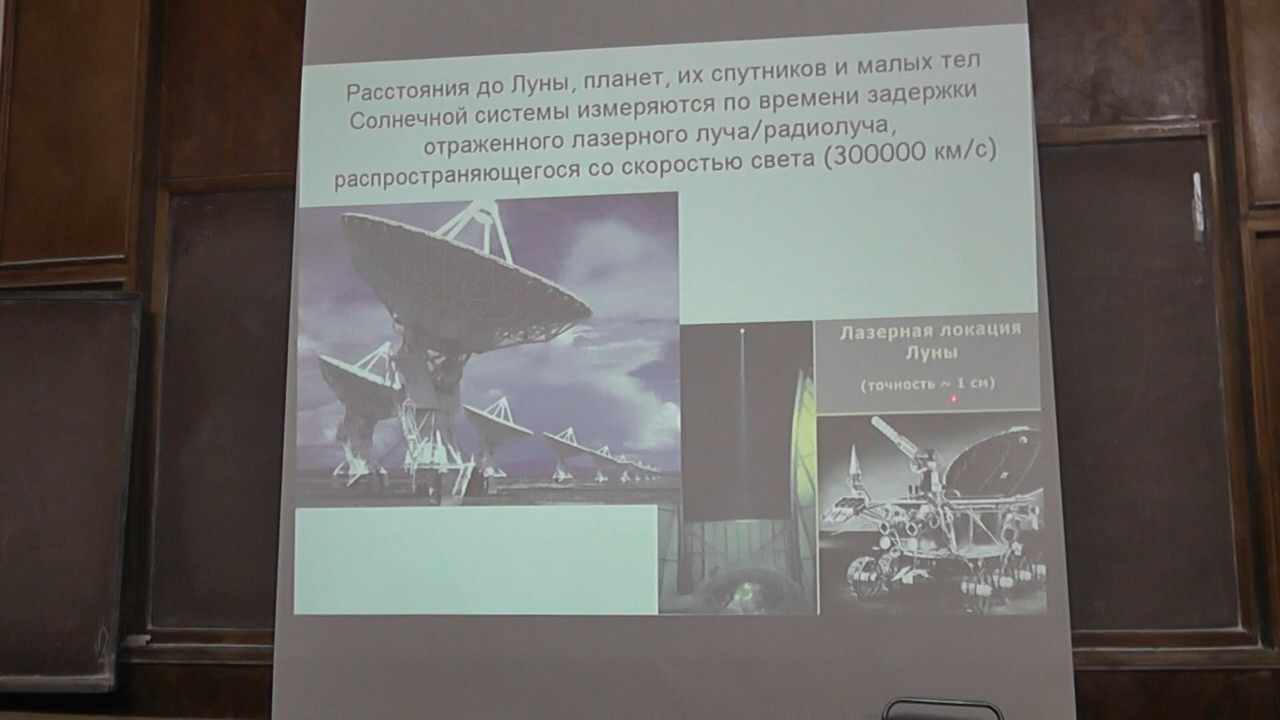 Расстояния до Луны, планет, их спутников и малых тел
Солнечной системы измеряются по времени задержки
отраженного лазерного луча/радиолуча,
распространяющегося со скоростью света (300000 км/с)
Лазерная локация
Луны
(точность ~ 1 см)